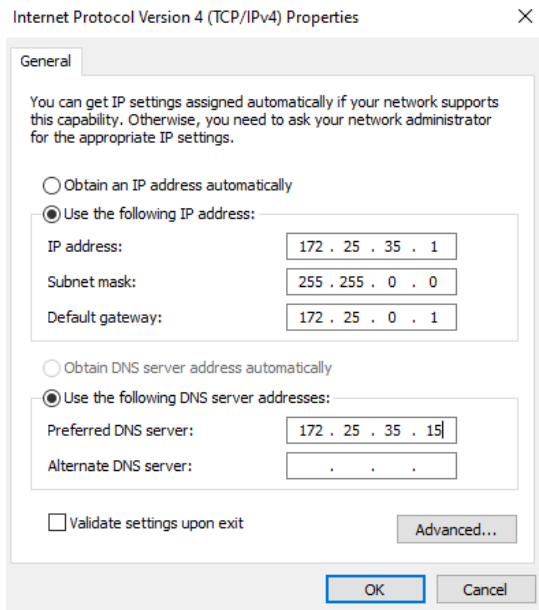 Internet Protocol Version 4 (TCP/IPv4) Properties
General
You can get IP settings assigned automatically if your network supports
this capability. Otherwise, you need to ask your network administrator
for the appropriate IP settings.
Obtain an IP address automatically
Use the following IP address:
IP address: 172 . 25 . 35 . 1
Subnet mask: 255 . 255 . 0 . 0
Default gateway: 172 . 25 . 0 . 1
Obtain DNS server address automatically
Use the following DNS server addresses:
Preferred DNS server: 172 . 25 . 35 . 15
Alternate DNS server: . . .
Validate settings upon exit
Advanced...
OK Cancel